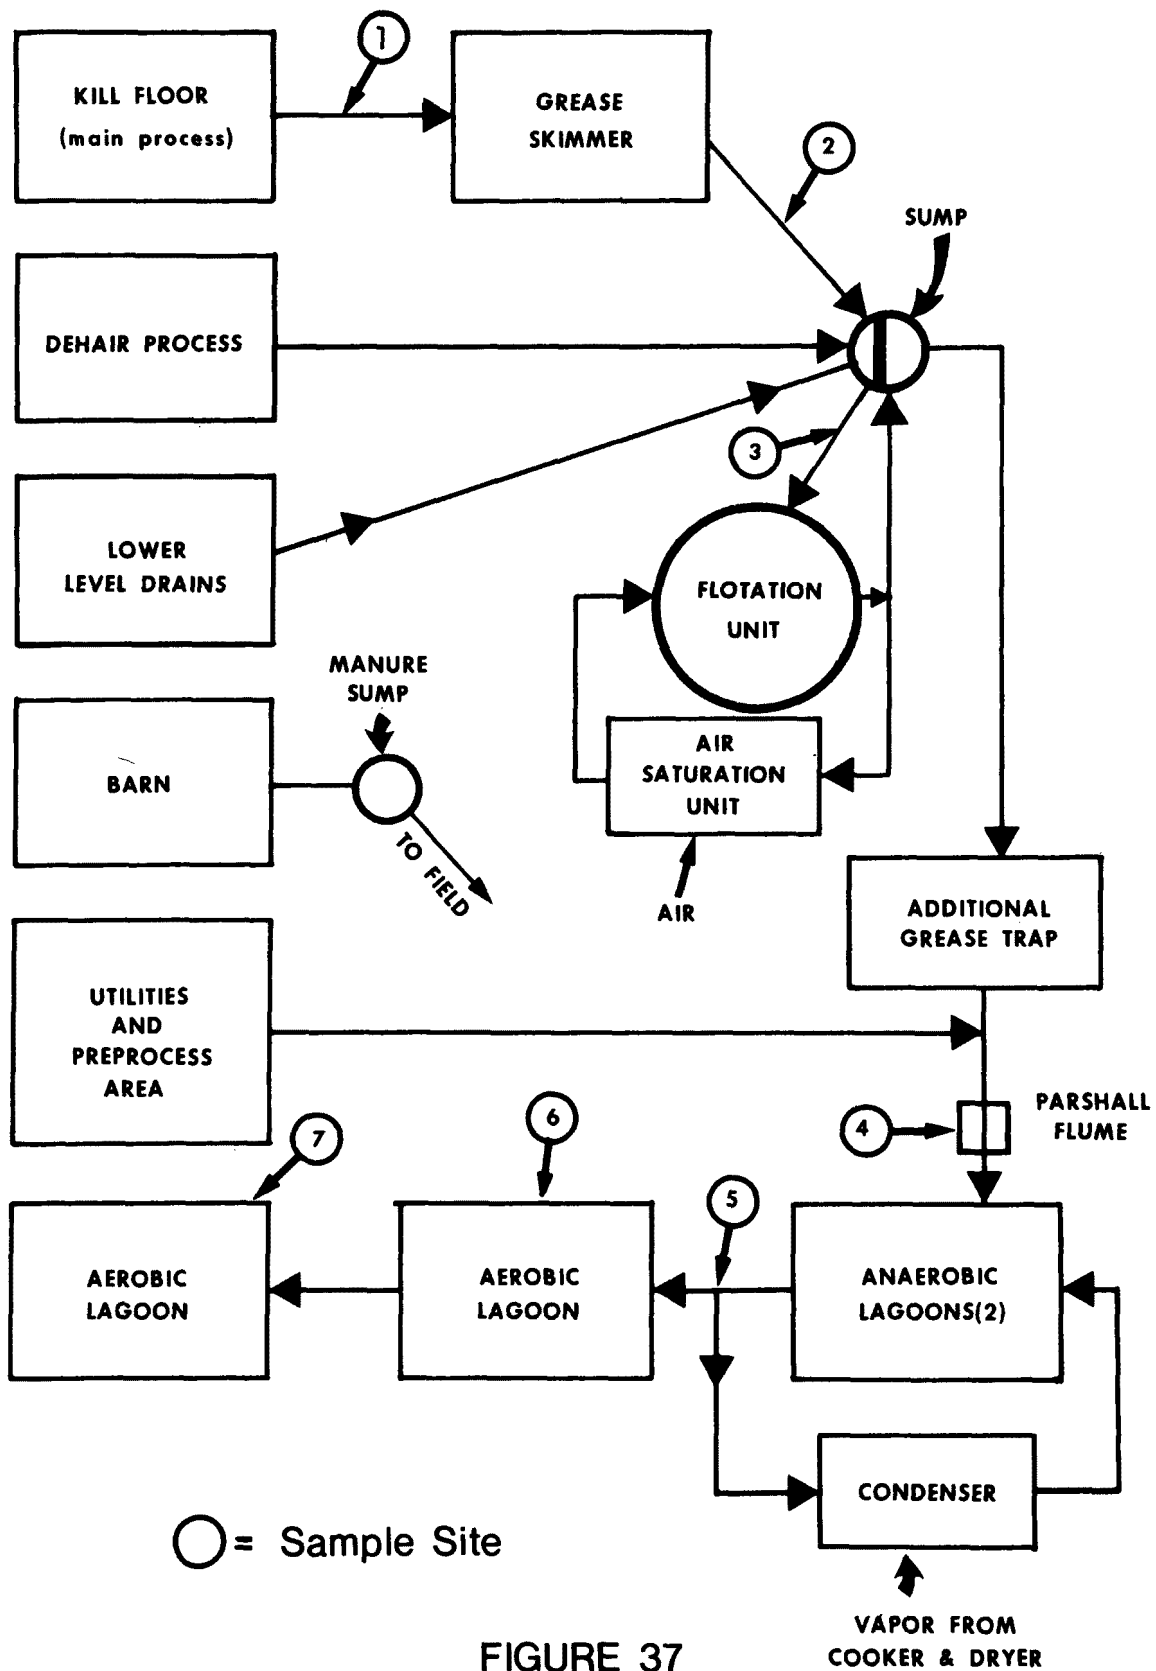 1
KILL FLOOR
(main process)
GREASE
SKIMMER
2
SUMP
DEHAIR PROCESS
3
LOWER
LEVEL DRAINS
FLOTATION
UNIT
MANURE
SUMP
AIR
SATURATION
UNIT
BARN
TO FIELD
AIR
ADDITIONAL
GREASE TRAP
UTILITIES
AND
PREPROCESS
AREA
PARSHALL
FLUME
4
7
6
5
AEROBIC
LAGOON
AEROBIC
LAGOON
ANAEROBIC
LAGOONS(2)
CONDENSER
= Sample Site
VAPOR FROM
COOKER & DRYER
FIGURE 37